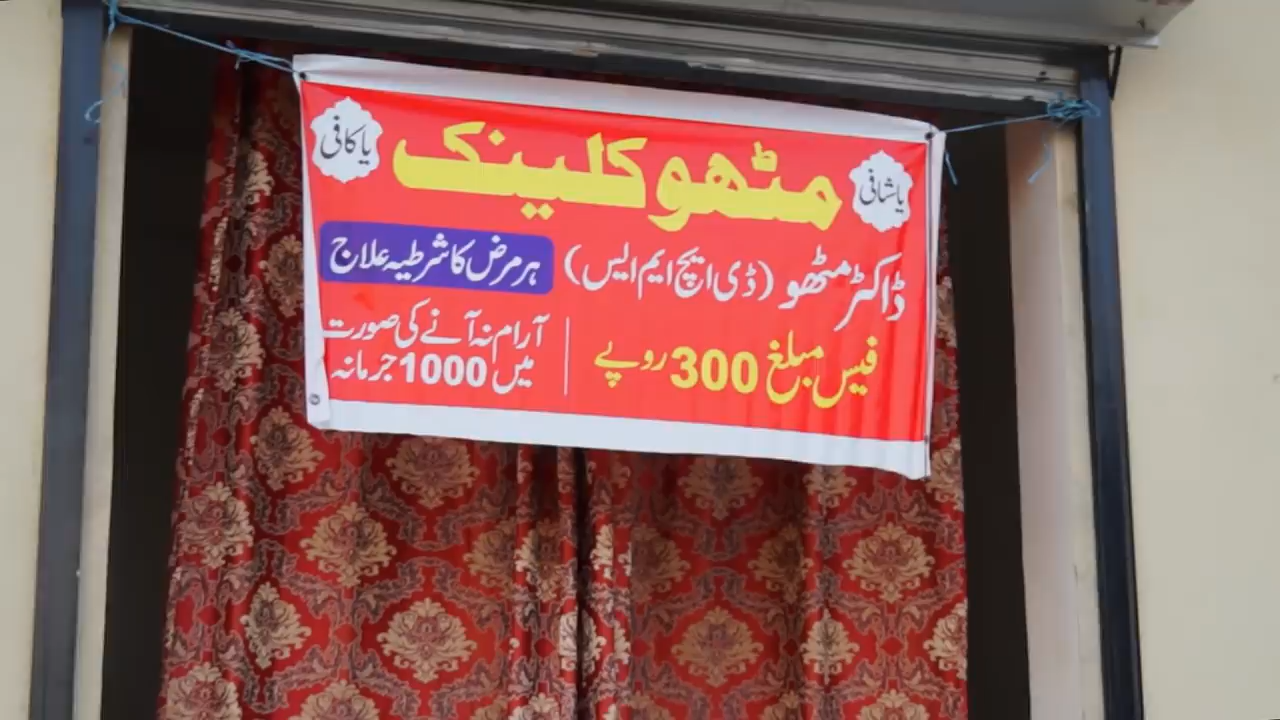 یا شافی
یا کافی
مٹھو کلینک
ڈاکٹر مٹھو (ڈی ایچ ایم ایس)
ہر مرض کا شرطیہ علاج
فیس مبلغ 300 روپے
آرام نہ آنے کی صورت
میں 1000 جرمانہ